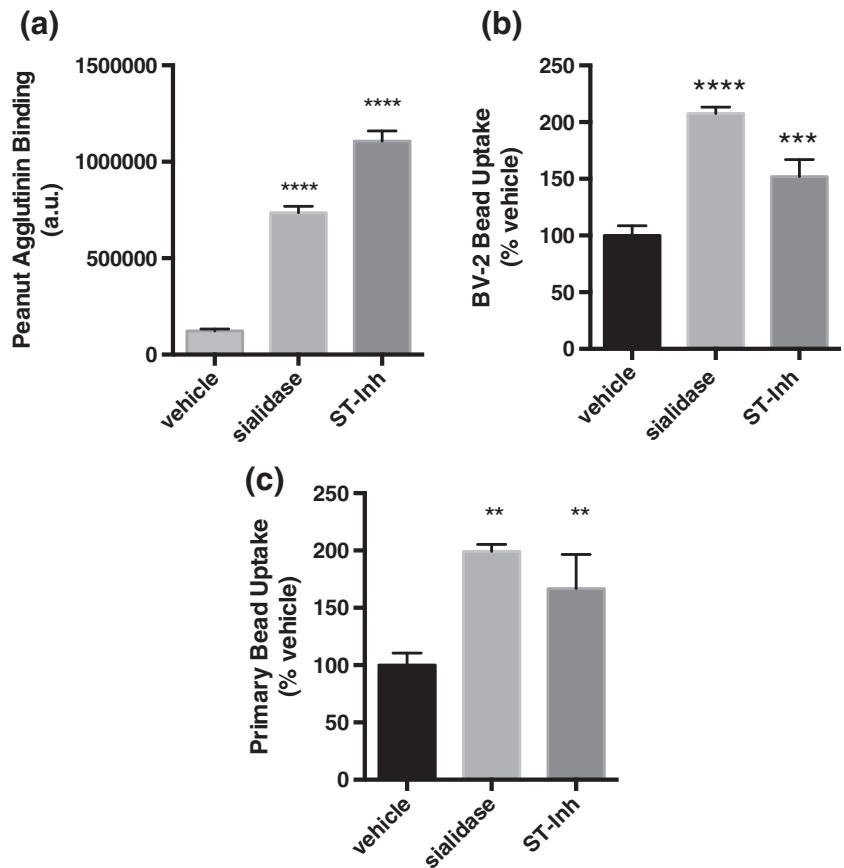 (a)
Peanut Agglutinin Binding
(a.u.)
1500000
1000000
500000
0
****
****
vehicle
sialidase
ST-Inh
(b)
BV-2 Bead Uptake
(% vehicle)
250
200
150
100
50
0
****
***
vehicle
sialidase
ST-Inh
(c)
Primary Bead Uptake
(% vehicle)
250
200
150
100
50
0
**
**
vehicle
sialidase
ST-Inh